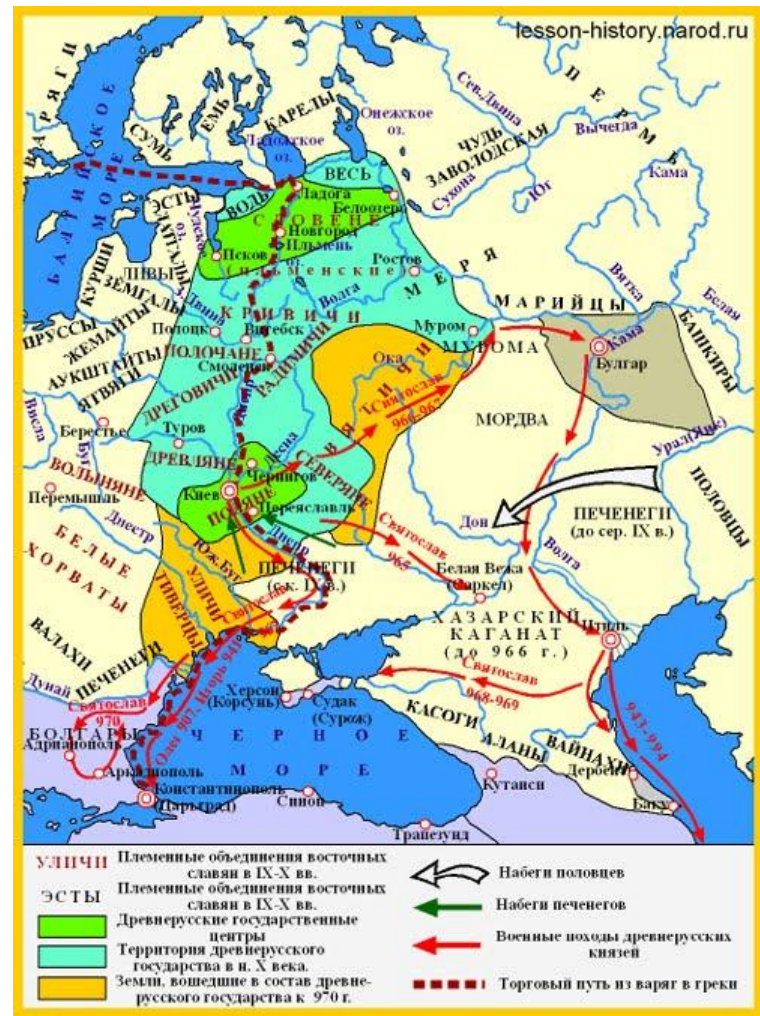 lesson-history.narod.ru
ВАРЯГИ
БАЛТИЙСКОЕ
МОРЕ
СУМЬ
ЕМЬ
КАРЕЛЫ
Ладожское
оз.
Онежское
оз.
Сев.Двина
ПЕРМЬ
ЧУДЬ
ЗАВОЛОДСКАЯ
Вычегда
Сухона
Юг
Кама
ВЕСЬ
Ладога
Белоозеро
ВОДЬ
ЭСТЫ
Чудское
оз.
СЛОВЕНЕ
Новгород
Ильмень
оз.
Псков
(ильменские)
Ростов
МЕРЯ
ЛАТГАЛЫ
ЛИВЫ
КУРШИ
ЗЕМГАЛЫ
З.Двина
Волга
КРИВИЧИ
МАРИЙЦЫ
Вятка
Белая
БАШКИРЫ
ПРУССЫ
ЖЕМАЙТЫ
АУКШТАЙТЫ
ЯТВЯГИ
Полоцк
Витебск
ПОЛОЧАНЕ
Смоленск
РАДИМИЧИ
ДРЕГОВИЧИ
Муром
МУРОМА
Ока
ВЯТИЧИ
Святослав
966-967
Кама
Булгар
МОРДВА
Висла
Берестье
Буг
Туров
ДРЕВЛЯНЕ
Десна
Чернигов
СЕВЕРЯНЕ
Урал(Яик)
ПОЛОВЦЫ
ВОЛЫНЯНЕ
Перемышль
Киев
ПОЛЯНЕ
Переяславль
Дон
ПЕЧЕНЕГИ
(до сер. IX в.)
Днестр
Юж.Буг
Днепр
Святослав
965
Волга
БЕЛЫЕ
ХОРВАТЫ
ПЕЧЕНЕГИ
(с к. IX в.)
Белая Вежа
(Саркел)
УЛИЧИ
ТИВЕРЦЫ
Святослав
ХАЗАРСКИЙ
КАГАНАТ
(до 966 г.)
Итиль
ВАЛАХИ
ПЕЧЕНЕГИ
Дунай
Святослав
970
Олег 907, Игорь 941
Херсон
(Корсунь)
Судак
(Сурож)
Святослав
968-969
КАСОГИ
АЛАНЫ
ВАЙНАХИ
943-994
БОЛГАРЫ
Адрианополь
Аркадиополь
ЧЕРНОЕ
МОРЕ
Константинополь
(Царьград)
Синоп
Трапезунд
Кутаиси
Дербент
Баку
УЛИЧИ Племенные объединения восточных
славян в IX-X вв.
ЭСТЫ Племенные объединения восточных
славян в IX-X вв.
Древнерусские государственные
центры
Территория древнерусского
государства в н. X века.
Земли, вошедшие в состав древне-
русского государства к 970 г.
Набеги половцев
Набеги печенегов
Военные походы древнерусских
князей
Торговый путь из варяг в греки